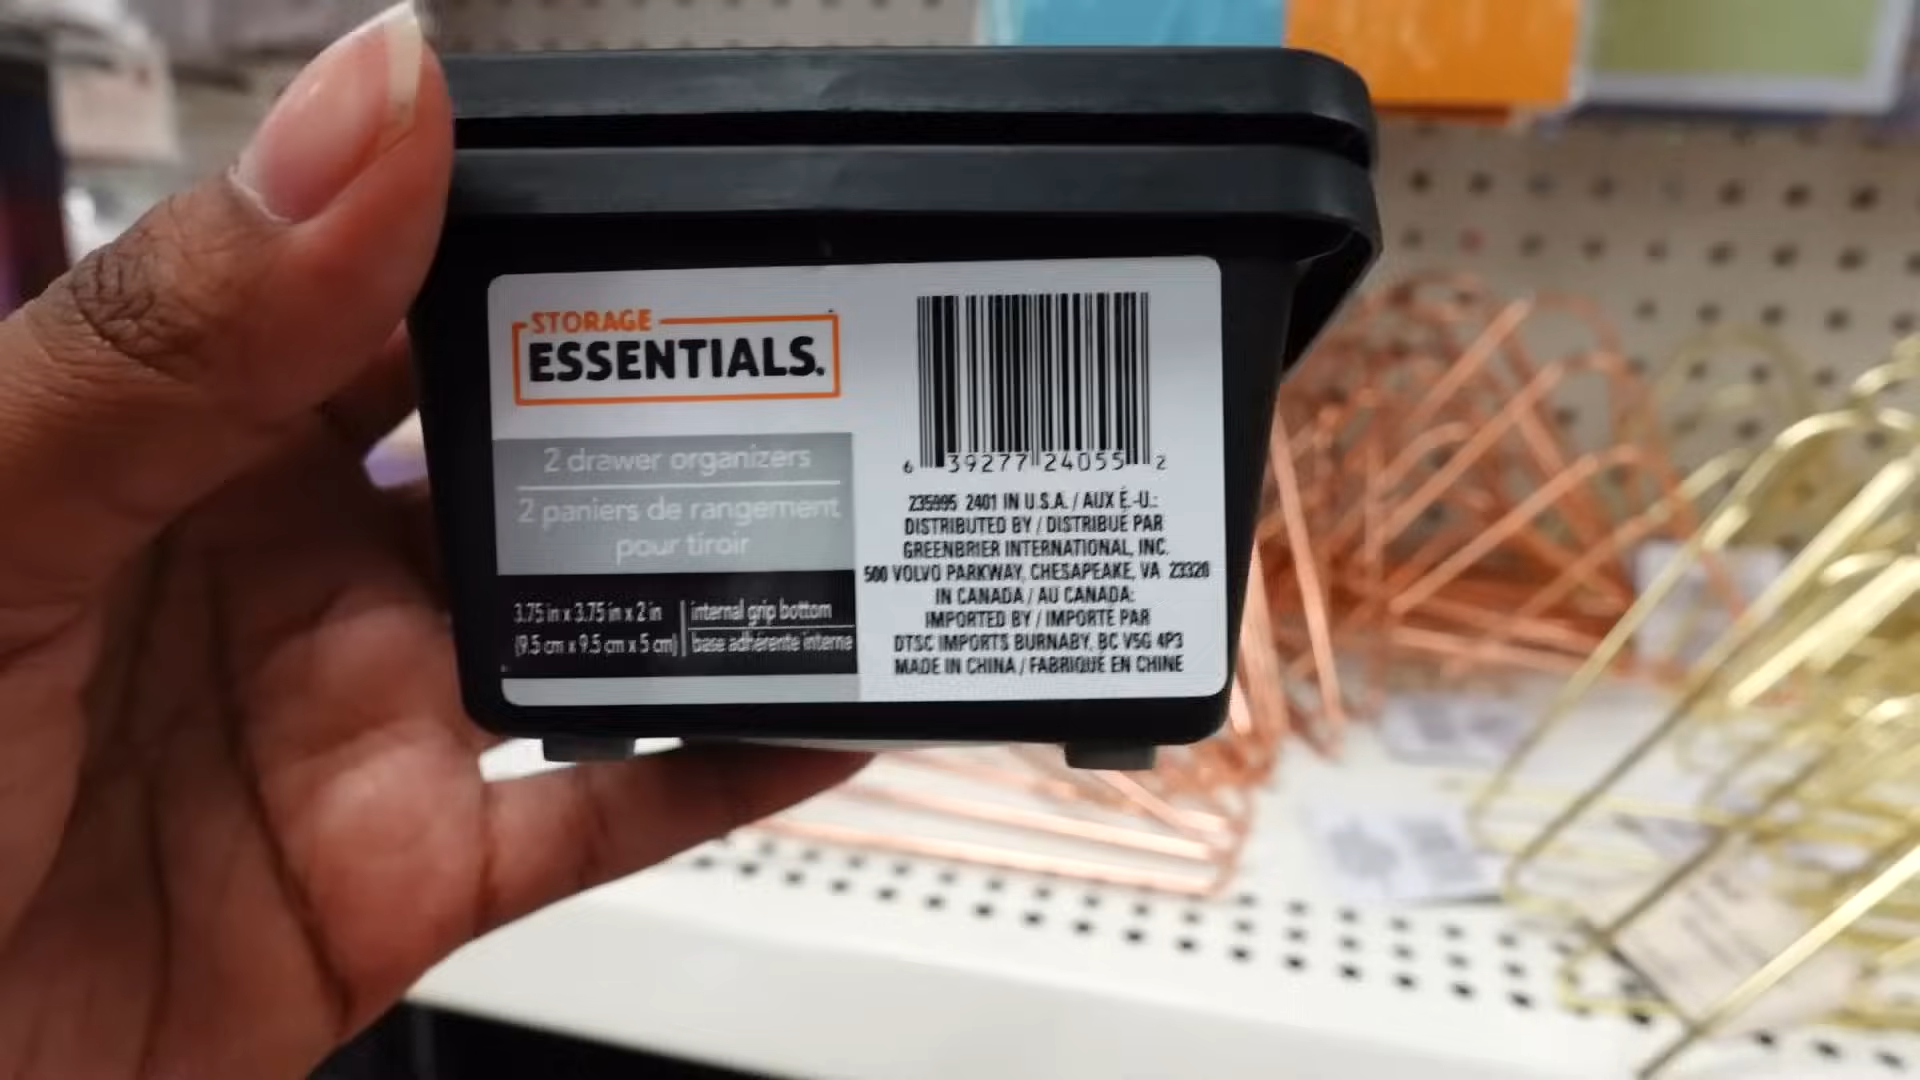 STORAGE
ESSENTIALS.
2 drawer organizers
2 paniers de rangement
pour tiroir
3.75 in x 3.75 in x 2 in
(9.5 cm x 9.5 cm x 5 cm)
internal grip bottom
base adhérente interne
6 39277 24055 2
235995 2401 IN U.S.A. / AUX É.-U.:
DISTRIBUTED BY / DISTRIBUÉ PAR
GREENBRIER INTERNATIONAL, INC.
500 VOLVO PARKWAY, CHESAPEAKE, VA 23320
IN CANADA / AU CANADA:
IMPORTED BY / IMPORTÉ PAR
DTSC IMPORTS BURNABY, BC V5G 4P3
MADE IN CHINA / FABRIQUÉ EN CHINE